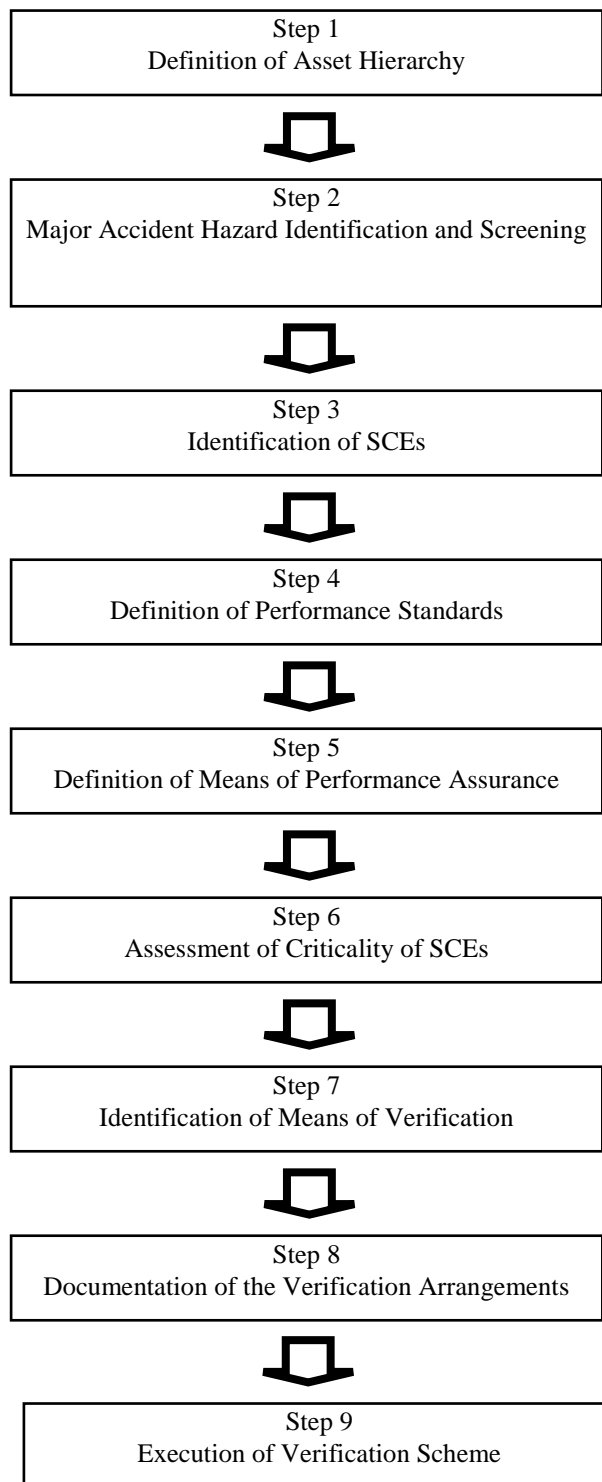 Step 1
Definition of Asset Hierarchy
Step 2
Major Accident Hazard Identification and Screening
Step 3
Identification of SCEs
Step 4
Definition of Performance Standards
Step 5
Definition of Means of Performance Assurance
Step 6
Assessment of Criticality of SCEs
Step 7
Identification of Means of Verification
Step 8
Documentation of the Verification Arrangements
Step 9
Execution of Verification Scheme